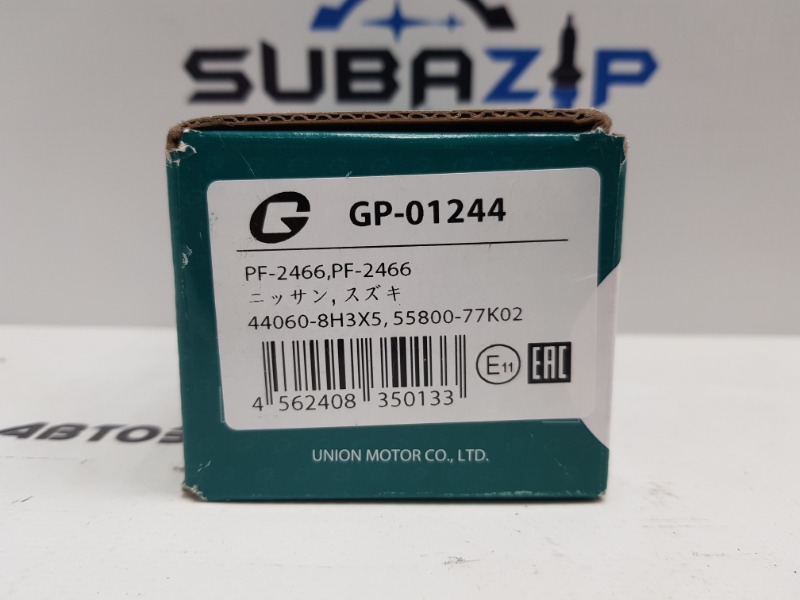 SUBAZIP
G GP-01244
PF-2466,PF-2466
ニッサン, スズキ
44060-8H3X5, 55800-77K02
E11 EAC
4 562408 350133
UNION MOTOR CO., LTD.